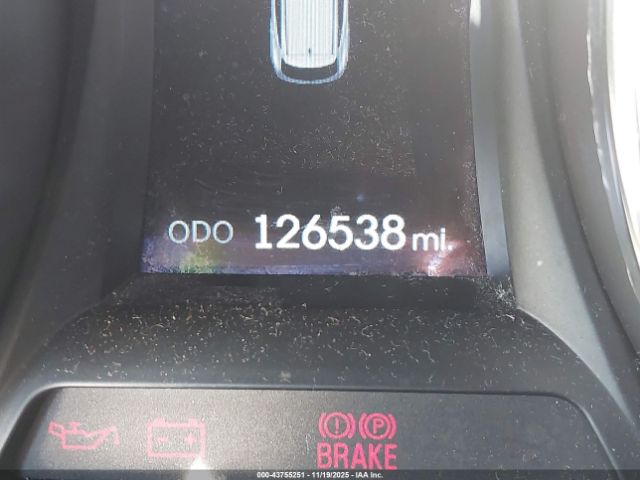 ODO 126538 mi.
(!) (P)
BRAKE
000-43755251 - 11/19/2025 - IAA Inc.